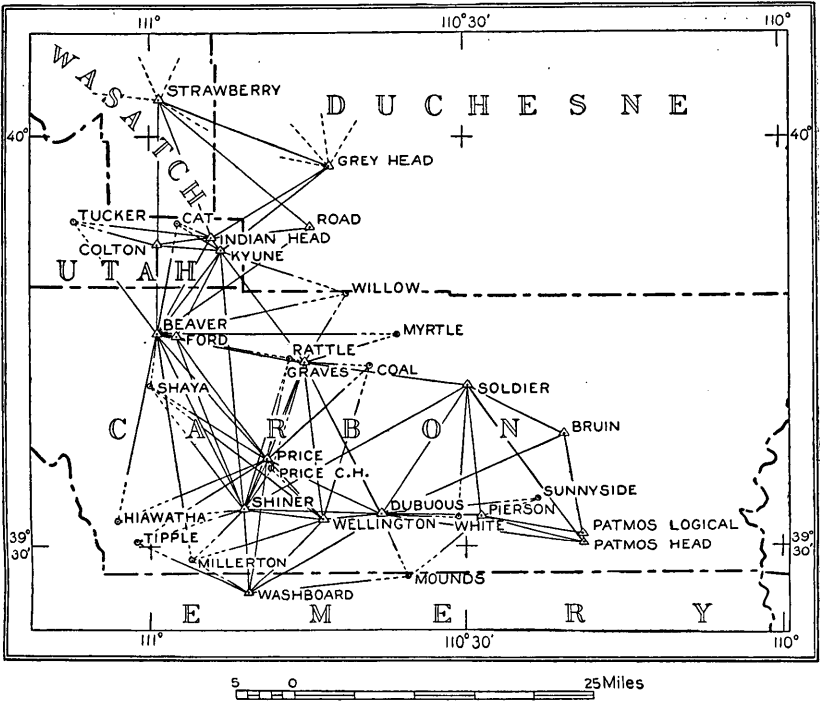 111°
110°30'
110°
WASATCH
STRAWBERRY
DUCHESNE
40°
40°
GREY HEAD
TUCKER
CAT
ROAD
INDIAN HEAD
COLTON
KYUNE
UTAH
WILLOW
BEAVER
MYRTLE
FORD
RATTLE
GRAVES
COAL
SHAYA
SOLDIER
CARBON
BRUIN
PRICE
PRICE C.H.
SUNNYSIDE
SHINER
DUBUOUS
PIERSON
HIAWATHA
WELLINGTON
WHITE
PATMOS LOGICAL
TIPPLE
PATMOS HEAD
39°
30'
39°
30'
MILLERTON
MOUNDS
WASHBOARD
EMERY
111°
110°30'
110°
5 0 25 Miles